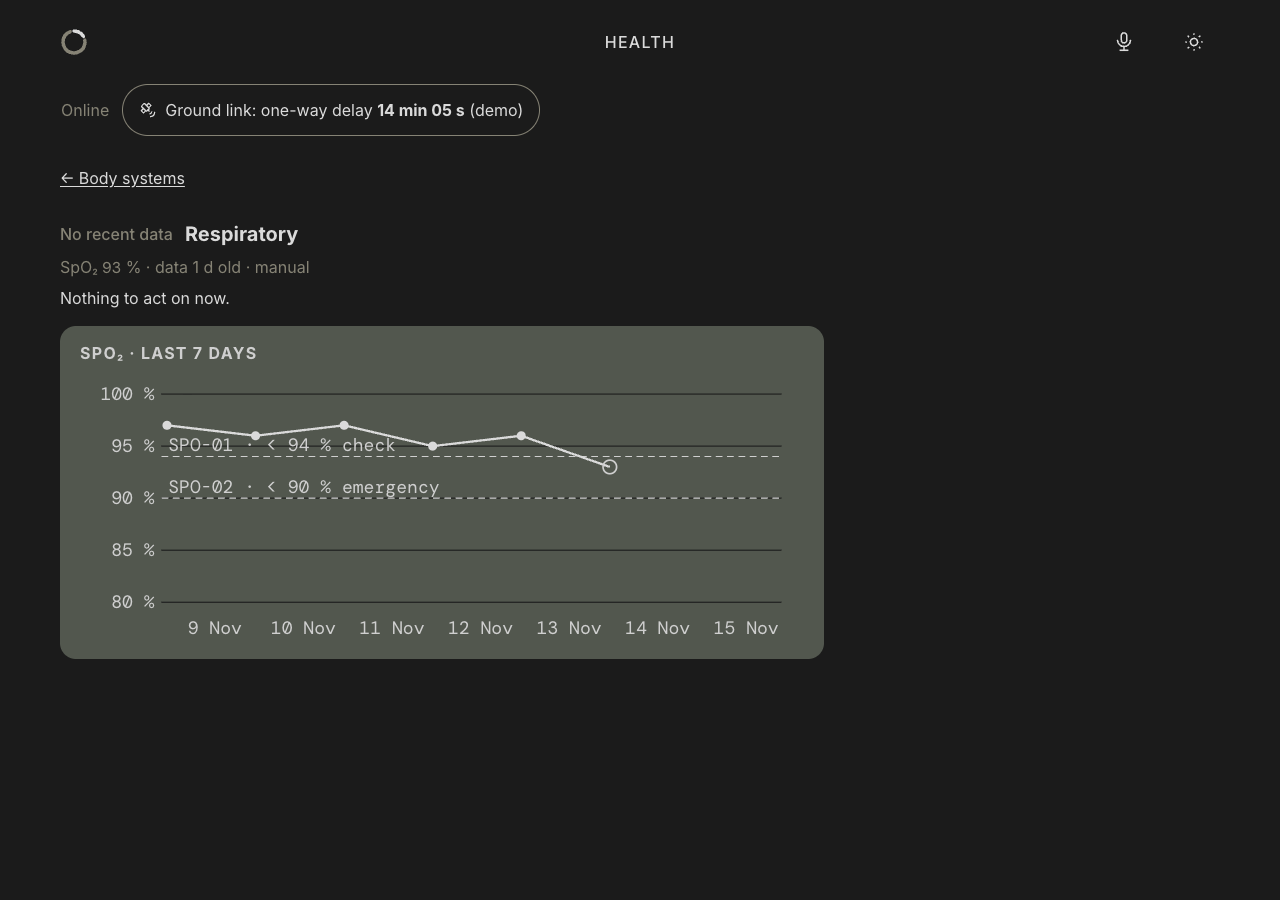 HEALTH
Online
Ground link: one-way delay 14 min 05 s (demo)
← Body systems
No recent data Respiratory
SpO₂ 93 % · data 1 d old · manual
Nothing to act on now.
SPO₂ · LAST 7 DAYS
100 %
95 %
SPO-01 · < 94 % check
SPO-02 · < 90 % emergency
90 %
85 %
80 %
9 Nov 10 Nov 11 Nov 12 Nov 13 Nov 14 Nov 15 Nov